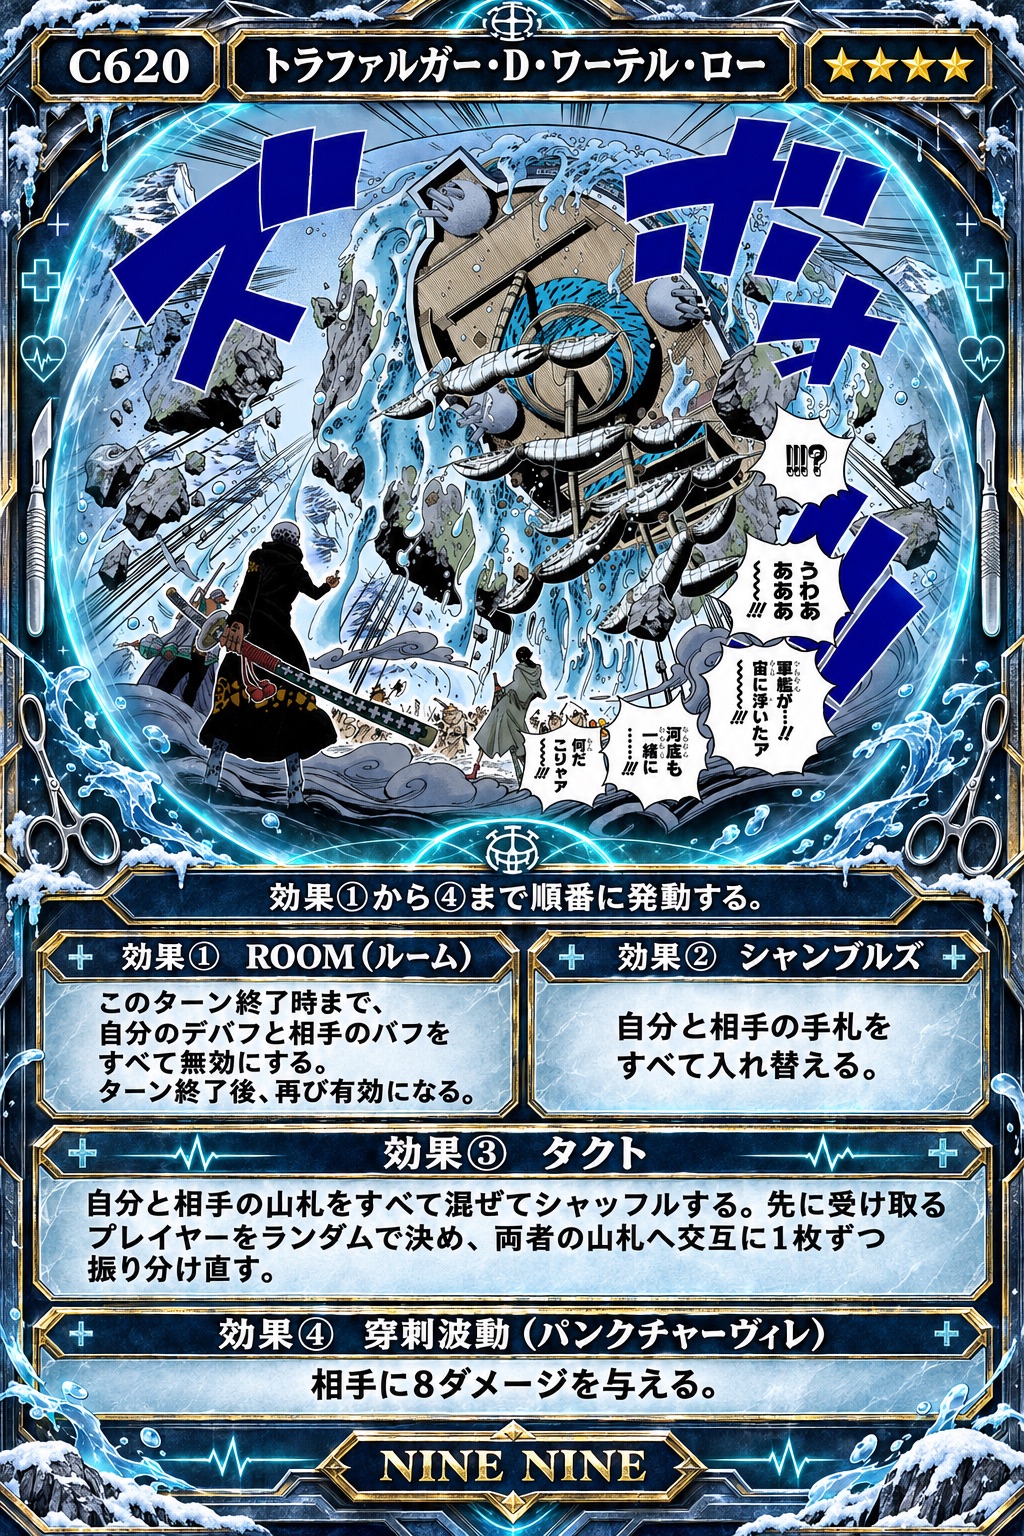 C620
トラファルガー・D・ワーテル・ロー
ズ
ボォ
!!!?
うわあ
あああ
〜〜〜!!!
軍艦が…!!
宙に浮いたァ
〜〜〜〜!!!
河底も
一緒に
……!!!
何だ
こりャァ
〜〜!!!
効果①から④まで順番に発動する。
効果① ROOM(ルーム)
このターン終了時まで、
自分のデバフと相手のバフを
すべて無効にする。
ターン終了後、再び有効になる。
効果② シャンブルズ
自分と相手の手札を
すべて入れ替える。
効果③ タクト
自分と相手の山札をすべて混ぜてシャッフルする。先に受け取る
プレイヤーをランダムで決め、両者の山札へ交互に1枚ずつ
振り分け直す。
効果④ 穿刺波動(パンクチャーヴィレ)
相手に8ダメージを与える。
NINE NINE